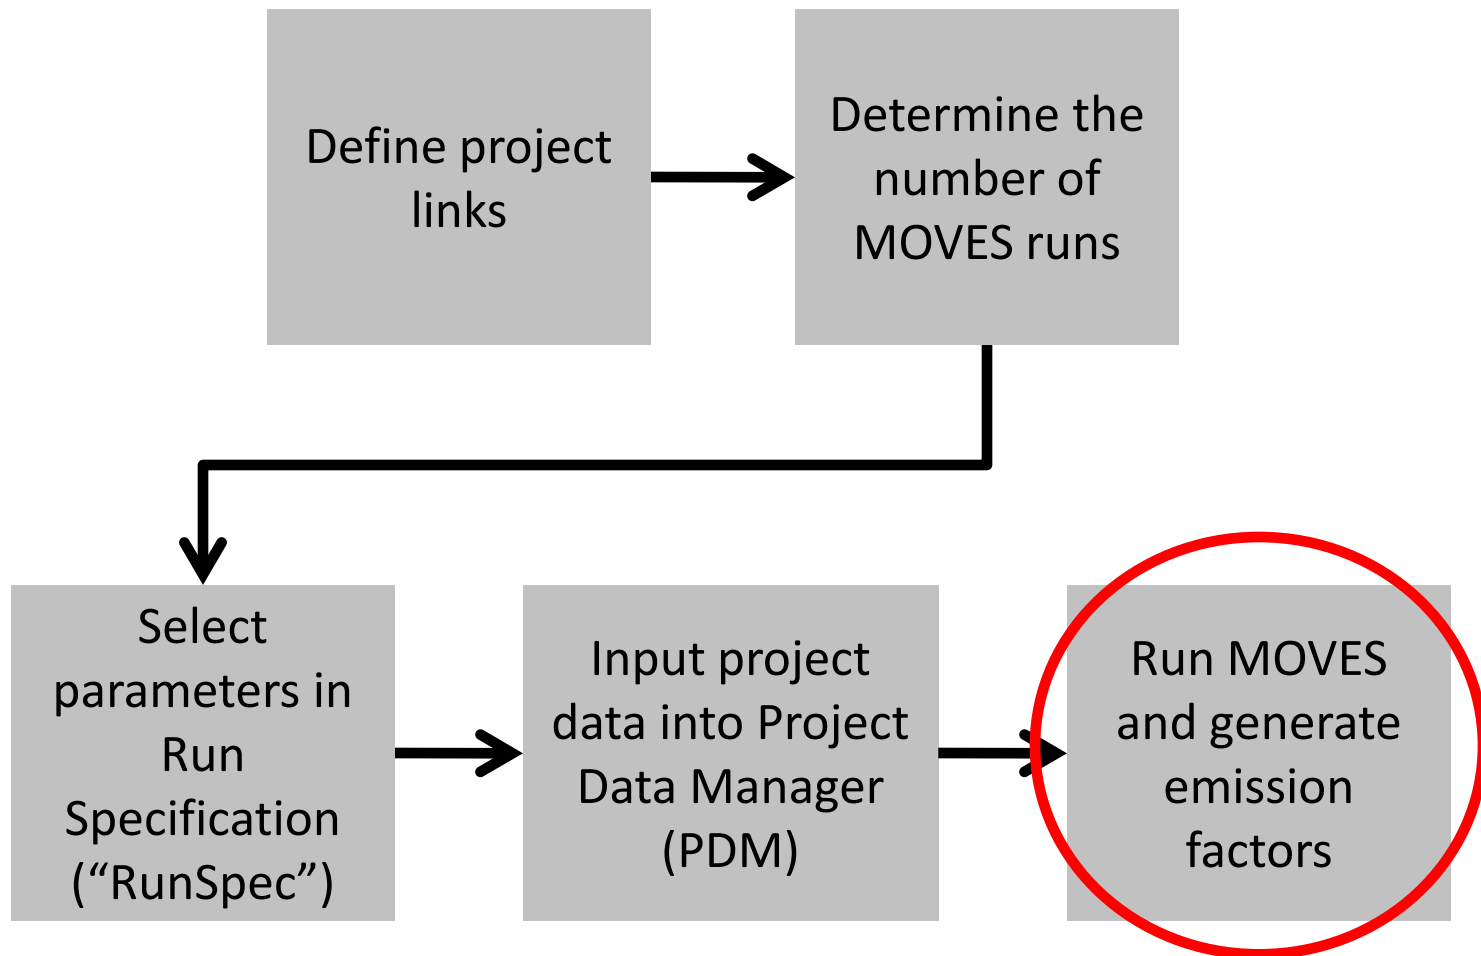 Define project
links
Determine the
number of
MOVES runs
Select
parameters in
Run
Specification
(“RunSpec”)
Input project
data into Project
Data Manager
(PDM)
Run MOVES
and generate
emission
factors